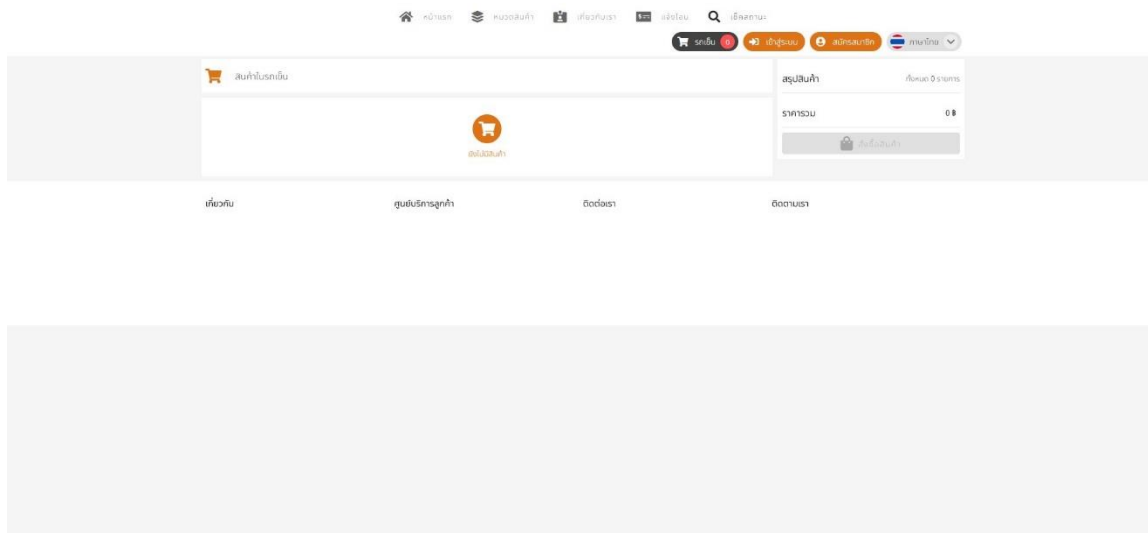 หน้าแรก หมวดสินค้า เกี่ยวกับเรา แจ้งโอน เช็คสถานะ
รถเข็น 0 เข้าสู่ระบบ สมัครสมาชิก ภาษาไทย
สินค้าในรถเข็น
ยังไม่มีสินค้า
สรุปสินค้า ทั้งหมด 0 รายการ
ราคารวม 0 ฿
สั่งซื้อสินค้า
เกี่ยวกับ ศูนย์บริการลูกค้า ติดต่อเรา ติดตามเรา